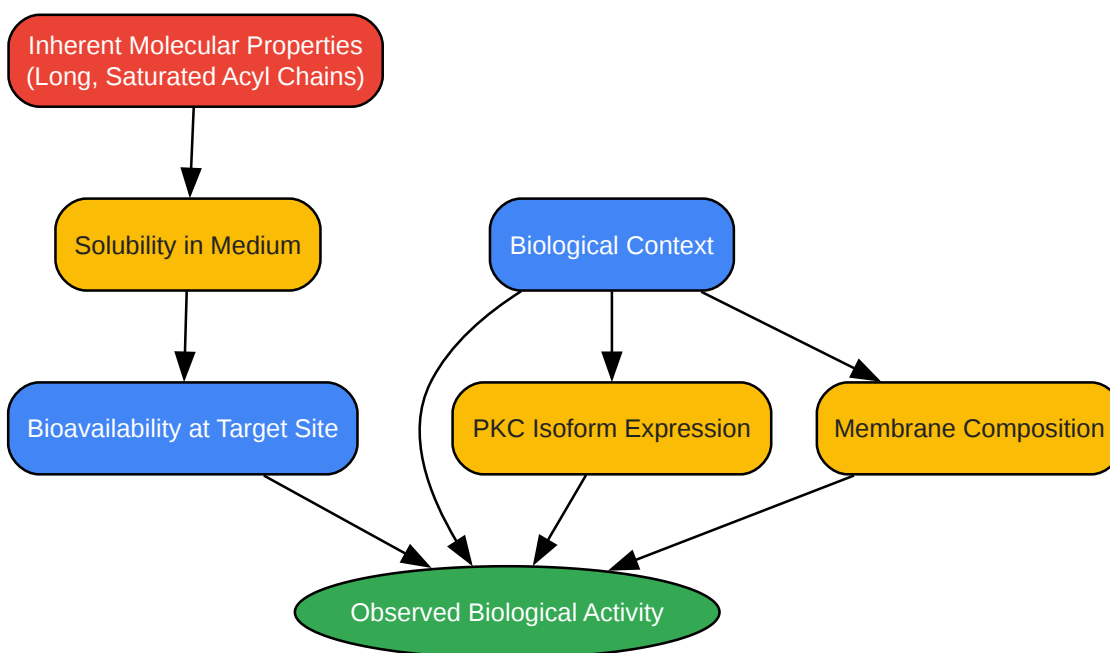 Inherent Molecular Properties
(Long, Saturated Acyl Chains)
Solubility in Medium
Biological Context
Bioavailability at Target Site
PKC Isoform Expression
Membrane Composition
Observed Biological Activity